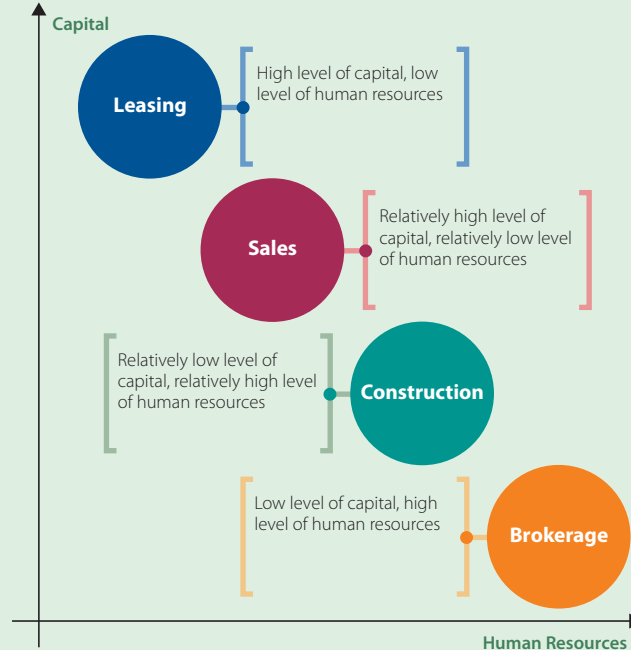 Capital
Leasing
High level of capital, low
level of human resources
Sales
Relatively high level of
capital, relatively low level
of human resources
Relatively low level of
capital, relatively high level
of human resources
Construction
Low level of capital, high
level of human resources
Brokerage
Human Resources